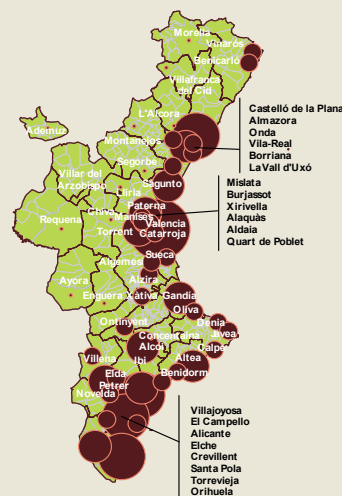 Morella
Vinarós
Benicarló
Villafranca
del Cid
L'Alcora
Castelló de la Plana
Almazora
Onda
Vila-Real
Borriana
La Vall d'Uxó
Ademuz
Montanejos
Segorbe
Villar del
Arzobispo
Sagunto
Llíria
Mislata
Burjassot
Xirivella
Alaquàs
Aldaia
Quart de Poblet
Paterna
Chiva
Manises
Requena
Valencia
Torrent
Catarroja
Sueca
Algemés
Ayora
Alzira
Enguera
Xàtiva
Gandia
Oliva
Ontinyent
Dénia
Javea
Concentaina
Alcoi
Calpe
Villena
Ibi
Altea
Elda
Benidorm
Petrer
Novelda
Villajoyosa
El Campello
Alicante
Elche
Crevillent
Santa Pola
Torrevieja
Orihuela